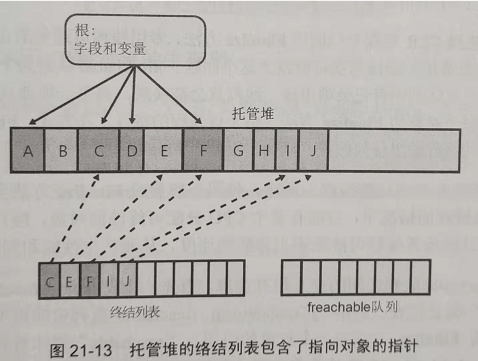 根：
字段和变量
托管堆
A B C D E F G H I J
C E F I J
终结列表
freachable队列
图 21-13 托管堆的终结列表包含了指向对象的指针